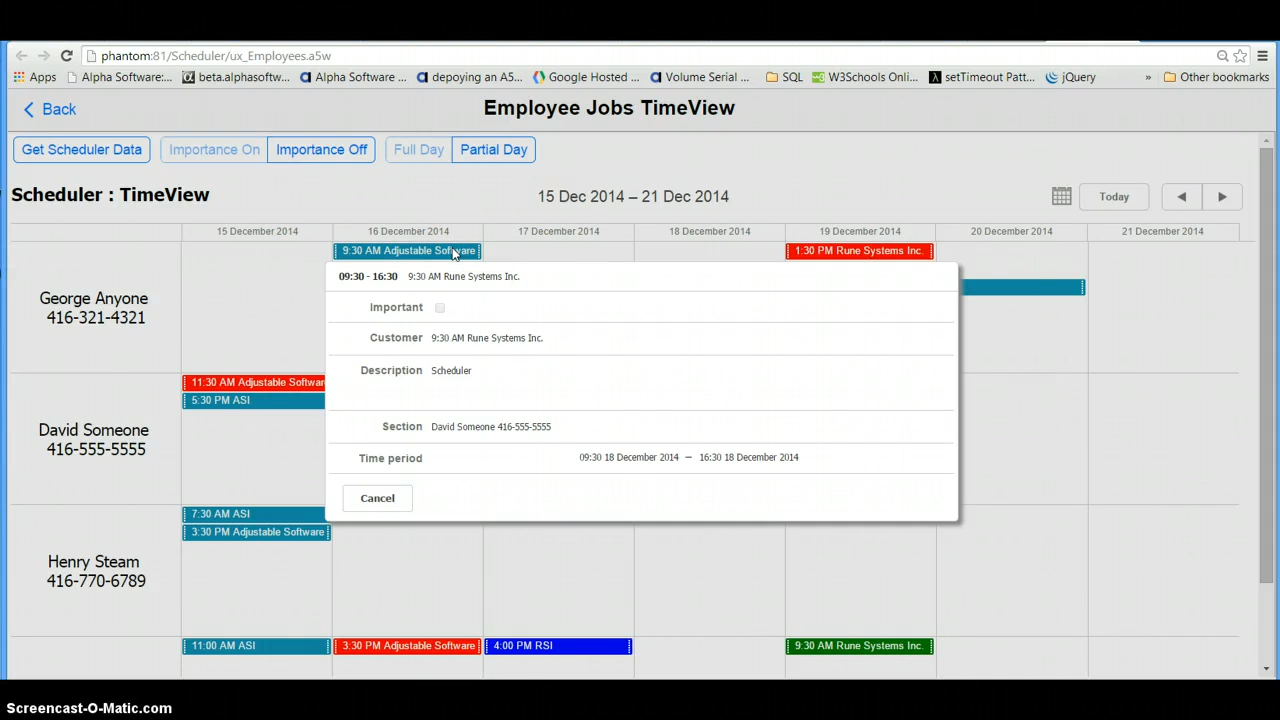 phantom:81/Scheduler/ux_Employees.a5w
Apps Alpha Software:... beta.alphasoftw... Alpha Software ... depoying an A5... Google Hosted ... Volume Serial ... SQL W3Schools Onli... setTimeout Patt... jQuery » Other bookmarks
Back Employee Jobs TimeView
Get Scheduler Data Importance On Importance Off Full Day Partial Day
Scheduler : TimeView 15 Dec 2014 – 21 Dec 2014 Today
15 December 2014 16 December 2014 17 December 2014 18 December 2014 19 December 2014 20 December 2014 21 December 2014
9:30 AM Adjustable Software 1:30 PM Rune Systems Inc.
09:30 - 16:30 9:30 AM Rune Systems Inc.
George Anyone
416-321-4321
Important
Customer 9:30 AM Rune Systems Inc.
Description Scheduler
11:30 AM Adjustable Softwar
5:30 PM ASI
David Someone
416-555-5555
Section David Someone 416-555-5555
Time period 09:30 18 December 2014 – 16:30 18 December 2014
Cancel
7:30 AM ASI
3:30 PM Adjustable Software
Henry Steam
416-770-6789
11:00 AM ASI 3:30 PM Adjustable Software 4:00 PM RSI 9:30 AM Rune Systems Inc.
Screencast-O-Matic.com